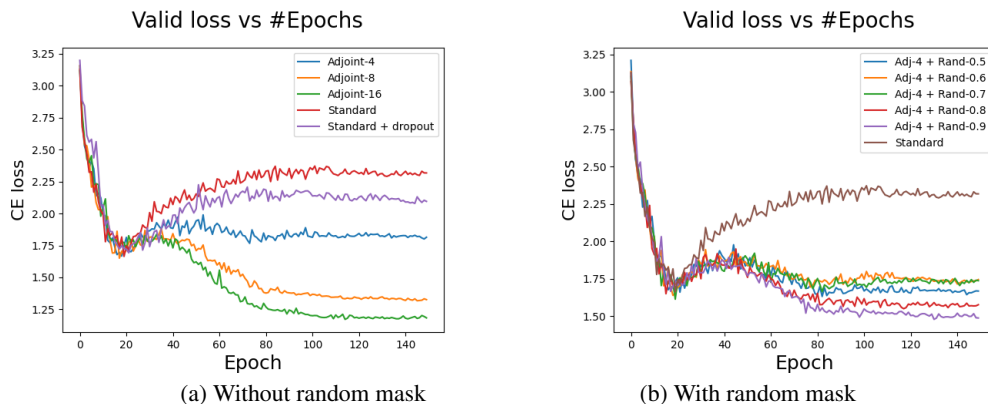 Valid loss vs #Epochs
3.25
3.00
2.75
2.50
2.25
2.00
1.75
1.50
1.25
CE loss
Adjoint-4
Adjoint-8
Adjoint-16
Standard
Standard + dropout
0 20 40 60 80 100 120 140
Epoch
(a) Without random mask
Valid loss vs #Epochs
3.25
3.00
2.75
2.50
2.25
2.00
1.75
1.50
CE loss
Adj-4 + Rand-0.5
Adj-4 + Rand-0.6
Adj-4 + Rand-0.7
Adj-4 + Rand-0.8
Adj-4 + Rand-0.9
Standard
0 20 40 60 80 100 120 140
Epoch
(b) With random mask